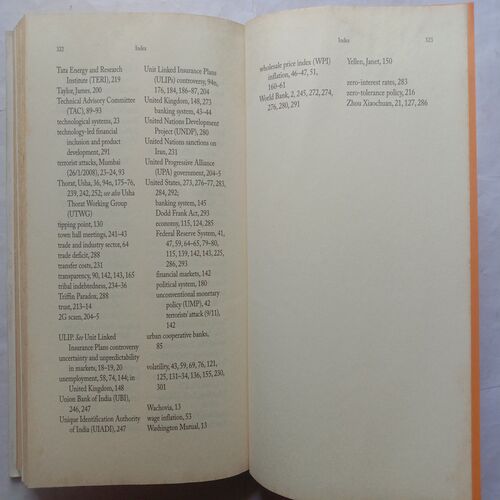 322
Index
Tata Energy and Research
Institute (TERI), 219
Taylor, James, 200
Technical Advisory Committee
(TAC), 89–93
technological systems, 23
technology-led financial
inclusion and product
development, 291
terrorist attacks, Mumbai
(26/1/2008), 23–24, 93
Thorat, Usha, 36, 94n, 175–76,
239, 242, 252; see also Usha
Thorat Working Group
(UTWG)
tipping point, 130
town hall meetings, 241–43
trade and industry sector, 64
trade deficit, 288
transfer costs, 231
transparency, 90, 142, 143, 165
tribal indebtedness, 234–36
Triffin Paradox, 288
trust, 213–14
2G scam, 204–5
ULIP. See Unit Linked
Insurance Plans controversy
uncertainty and unpredictability
in markets, 18–19, 20
unemployment, 58, 74, 144; in
United Kingdom, 148
Union Bank of India (UBI),
246, 247
Unique Identification Authority
of India (UIADI), 247
Unit Linked Insurance Plans
(ULIPs) controversy, 94n,
176, 184, 186–87, 204
United Kingdom, 148, 273
banking system, 43–44
United Nations Development
Project (UNDP), 280
United Nations sanctions on
Iran, 231
United Progressive Alliance
(UPA) government, 204–5
United States, 273, 276–77, 283,
284, 292;
banking system, 145
Dodd Frank Act, 293
economy, 115, 124, 285
Federal Reserve System, 41,
47, 59, 64–65, 79–80,
115, 139, 142, 143, 225,
286, 293
financial markets, 142
political system, 180
unconventional monetary
policy (UMP), 42
terrorists' attack (9/11),
142
urban cooperative banks,
85
volatility, 43, 59, 69, 76, 121,
125, 131–34, 136, 155, 230,
301
Wachovia, 13
wage inflation, 53
Washington Mutual, 13
Index
323
wholesale price index (WPI)
inflation, 46–47, 51,
160–61
World Bank, 2, 245, 272, 274,
276, 280, 291
Yellen, Janet, 150
zero-interest rates, 283
zero-tolerance policy, 216
Zhou Xiaochuan, 21, 127, 286